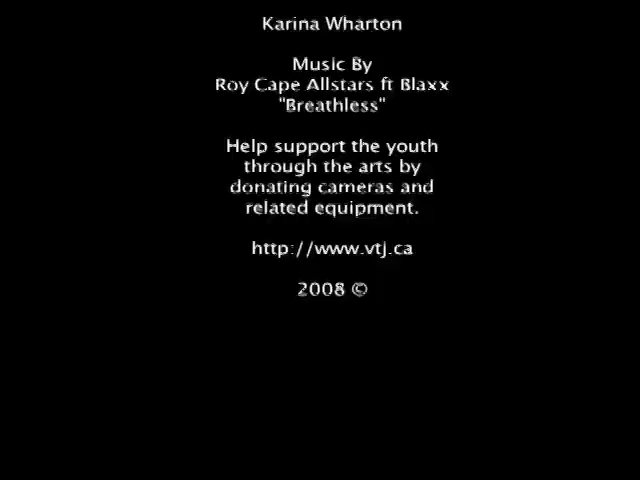 Karina Wharton
Music By
Roy Cape Allstars ft Blaxx
"Breathless"
Help support the youth
through the arts by
donating cameras and
related equipment.
http://www.vtj.ca
2008 ©